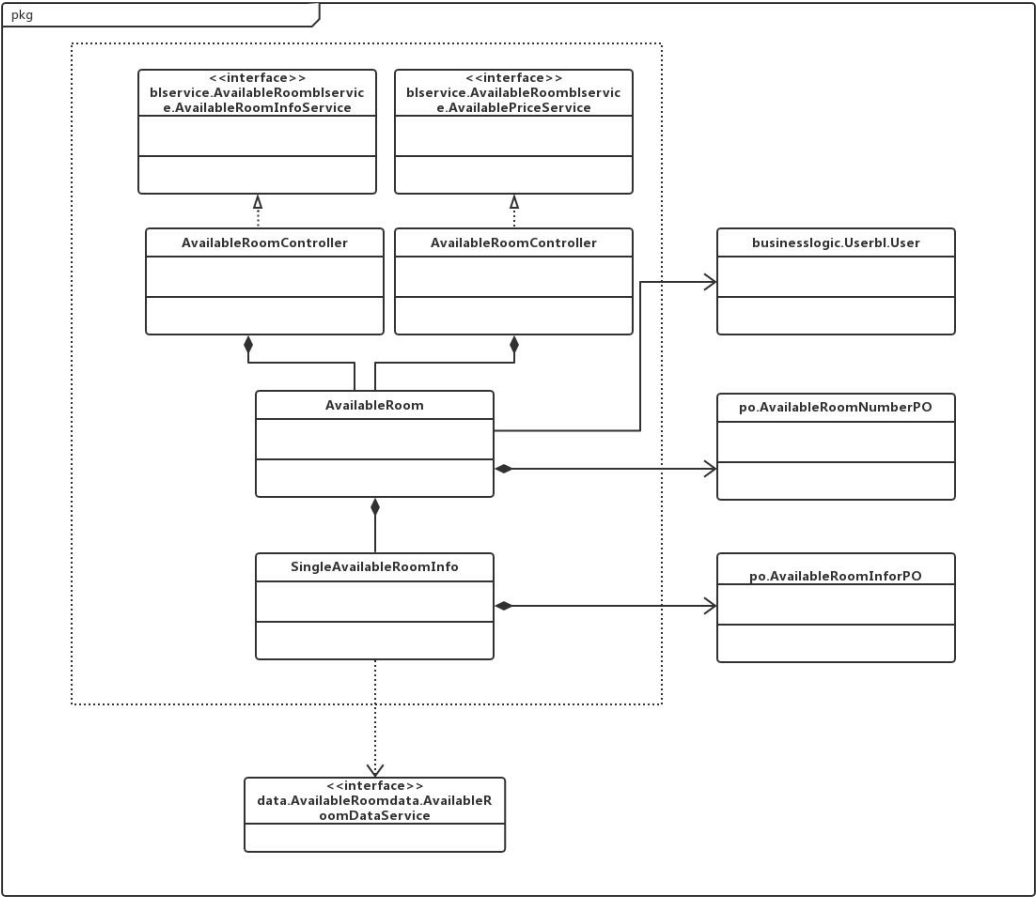 pkg
<<interface>>
blservice.AvailableRoomblservic
e.AvailableRoomInfoService
<<interface>>
blservice.AvailableRoomblservic
e.AvailablePriceService
AvailableRoomController
AvailableRoomController
businesslogic.Userbl.User
AvailableRoom
po.AvailableRoomNumberPO
SingleAvailableRoomInfo
po.AvailableRoomInforPO
<<interface>>
data.AvailableRoomdata.AvailableR
oomDataService